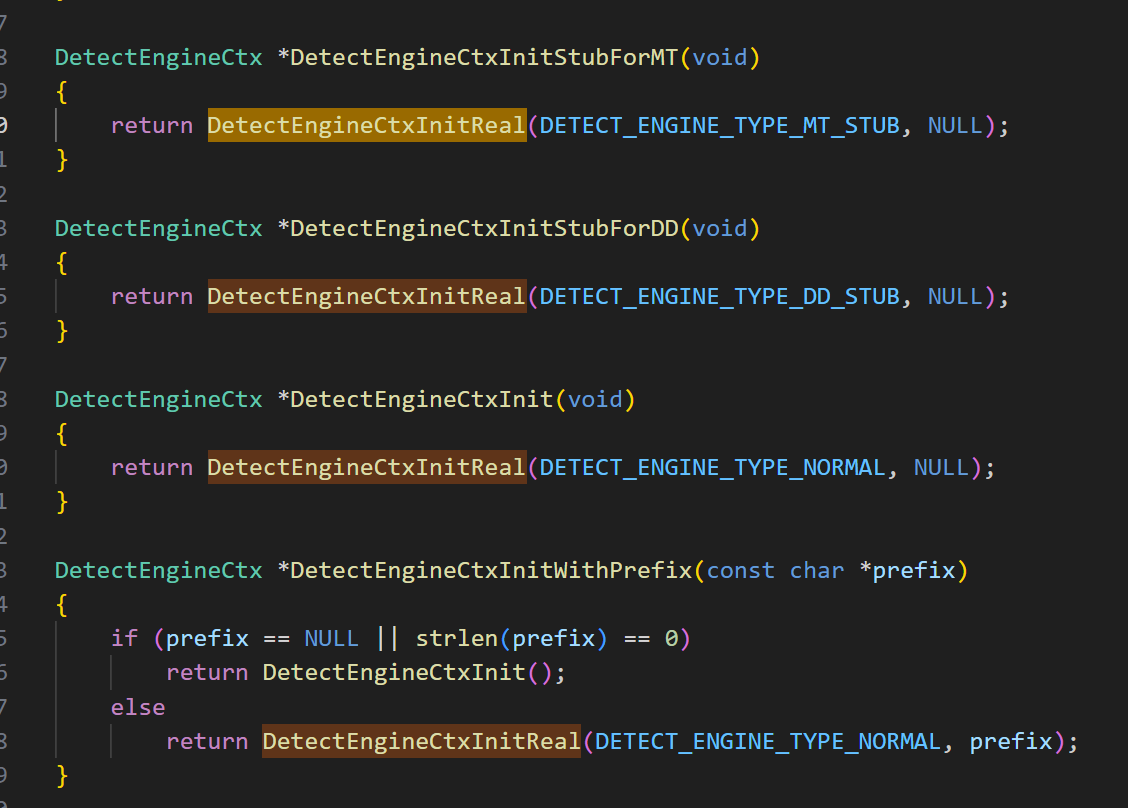 7
8 DetectEngineCtx *DetectEngineCtxInitStubForMT(void)
9 {
0     return DetectEngineCtxInitReal(DETECT_ENGINE_TYPE_MT_STUB, NULL);
1 }
2
3 DetectEngineCtx *DetectEngineCtxInitStubForDD(void)
4 {
5     return DetectEngineCtxInitReal(DETECT_ENGINE_TYPE_DD_STUB, NULL);
6 }
7
8 DetectEngineCtx *DetectEngineCtxInit(void)
9 {
0     return DetectEngineCtxInitReal(DETECT_ENGINE_TYPE_NORMAL, NULL);
1 }
2
3 DetectEngineCtx *DetectEngineCtxInitWithPrefix(const char *prefix)
4 {
5     if (prefix == NULL || strlen(prefix) == 0)
6         return DetectEngineCtxInit();
7     else
8         return DetectEngineCtxInitReal(DETECT_ENGINE_TYPE_NORMAL, prefix);
9 }